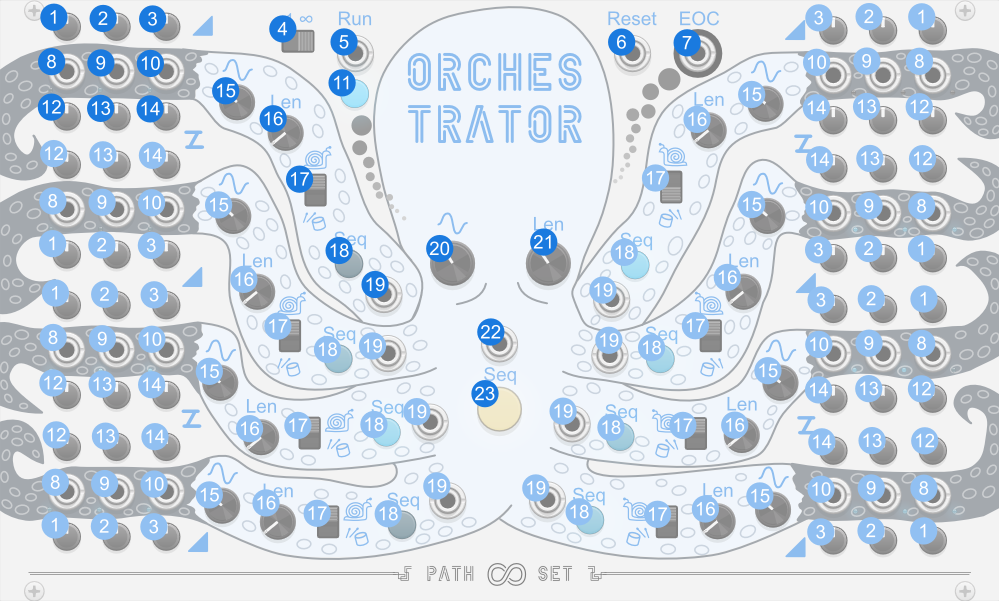 1 2 3 4 ∞ Run Reset EOC 3 2 1
5 6 7
8 9 10 ORCHES 10 9 8
11
15 Len 16 TRATOR Len 16 15
12 13 14 14 13 12
12 13 14 14 13 12
17 17
8 9 10 15 15 10 9 8
Len
1 2 3 18 Seq 20 21 18 3 2 1
Len 16 19 19 Len 16
1 2 3 3 2 1
17 22 17
8 9 10 Seq 18 19 19 Seq 18 10 9 8
15 Seq 15
12 13 14 23 14 13 12
Len 16 17 Seq 18 19 19 Seq 18 17 Len 16
12 13 14 14 13 12
8 9 10 15 Len 16 17 Seq 18 19 19 Seq 18 17 Len 16 15 10 9 8
1 2 3 3 2 1
PATH SET